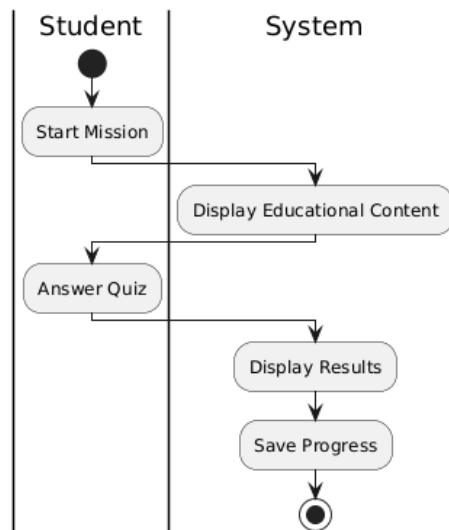 Student
System
Start Mission
Display Educational Content
Answer Quiz
Display Results
Save Progress